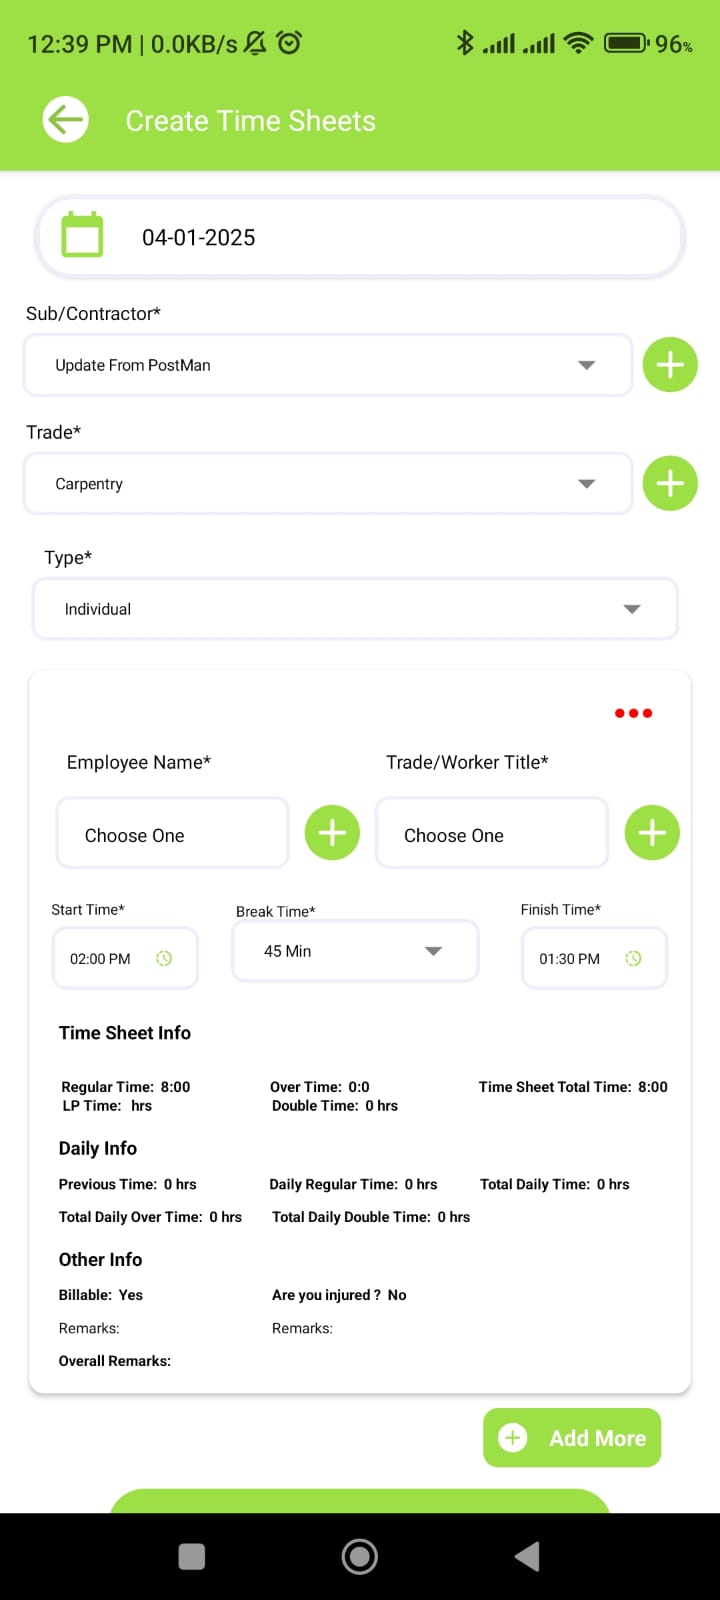 12:39 PM | 0.0KB/s 96%
Create Time Sheets
04-01-2025
Sub/Contractor*
Update From PostMan
Trade*
Carpentry
Type*
Individual
Employee Name* Trade/Worker Title*
Choose One Choose One
Start Time* Break Time* Finish Time*
02:00 PM 45 Min 01:30 PM
Time Sheet Info
Regular Time: 8:00 Over Time: 0:0 Time Sheet Total Time: 8:00
LP Time: hrs Double Time: 0 hrs
Daily Info
Previous Time: 0 hrs Daily Regular Time: 0 hrs Total Daily Time: 0 hrs
Total Daily Over Time: 0 hrs Total Daily Double Time: 0 hrs
Other Info
Billable: Yes Are you injured ? No
Remarks: Remarks:
Overall Remarks:
Add More